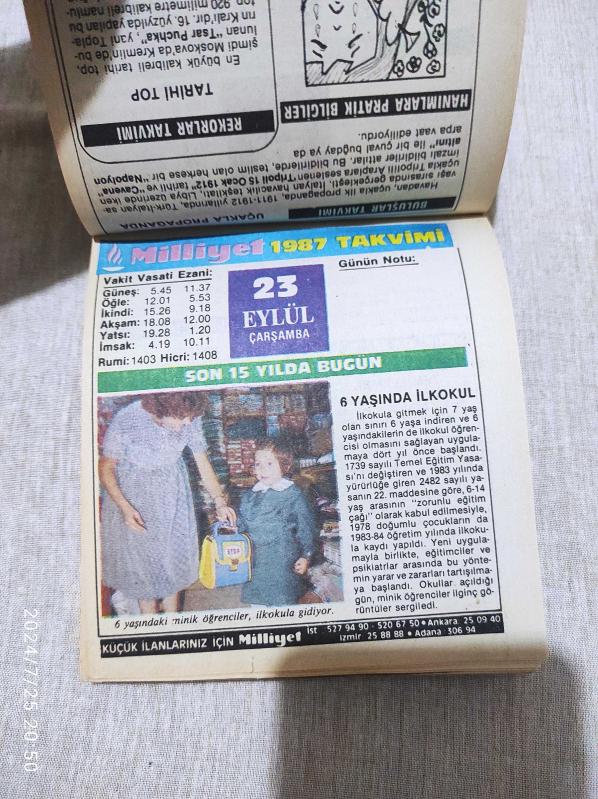 En büyük kalibreli tarihi top,
şimdi Moskova'da Kremlin'de bu
lunan "Tsar Puchka", yani Topla-
rın Kralı'dır. 16. yüzyılda yapılan bu
920 milimetre kalibreli namlu-
TARİHİ TOP
REKORLAR TAKVİMİ
HANIMLARA PRATİK BİLGİLER
BULUŞLAR TAKVİMİ
UÇAKLA PROPAGANDA
Havadan, uçakla ilk propaganda, 1911-1912 yıllarında Türk-İtalyan sa-
vaşı sırasında gerçekleşti. İtalyan havacılık teşkilatı, Libya üzerinde iken
uçakla Tripolili Araplara seslenen "Tripoli 15 Ocak 1912" tarihli ve "Caneva"
imzalı bildiriler attılar. Bu bildirilerde, teslim olan herkese bir "Napolyon
altını" ile bir çuval buğday ya da
arpa vaat ediliyordu.
Milliyet 1987 TAKVİMİ
Vakit Vasati Ezani:
Güneş: 5.45 11.37
Öğle: 12.01 5.53
İkindi: 15.26 9.18
Akşam: 18.08 12.00
Yatsı: 19.28 1.20
İmsak: 4.19 10.11
Rumi: 1403 Hicri: 1408
23
EYLÜL
ÇARŞAMBA
Günün Notu:
SON 15 YILDA BUGÜN
6 YAŞINDA İLKOKUL
İlkokula gitmek için 7 yaş
olan sınırı 6 yaşa indiren ve 6
yaşındakilerin de ilkokul öğren-
cisi olmasını sağlayan uygula-
maya dört yıl önce başlandı.
1739 sayılı Temel Eğitim Yasa-
sı'nı değiştiren ve 1983 yılında
yürürlüğe giren 2482 sayılı ya-
sanın 22. maddesine göre, 6-14
yaş arasının "zorunlu eğitim
çağı" olarak kabul edilmesiyle,
1978 doğumlu çocukların da
1983-84 öğretim yılında ilkoku-
la kaydı yapıldı. Yeni uygula-
mayla birlikte, eğitimciler ve
psikiatrlar arasında bu yönte-
min yarar ve zararları tartışılma-
ya başlandı. Okullar açıldığı
gün, minik öğrenciler ilginç gö-
rüntüler sergiledi.
6 yaşındaki minik öğrenciler, ilkokula gidiyor.
KÜÇÜK İLANLARINIZ İÇİN Milliyet
İst 527 94 90 - 520 67 50 • Ankara 25 09 40
İzmir 25 88 88 • Adana 306 94
2024/7/25 20:50